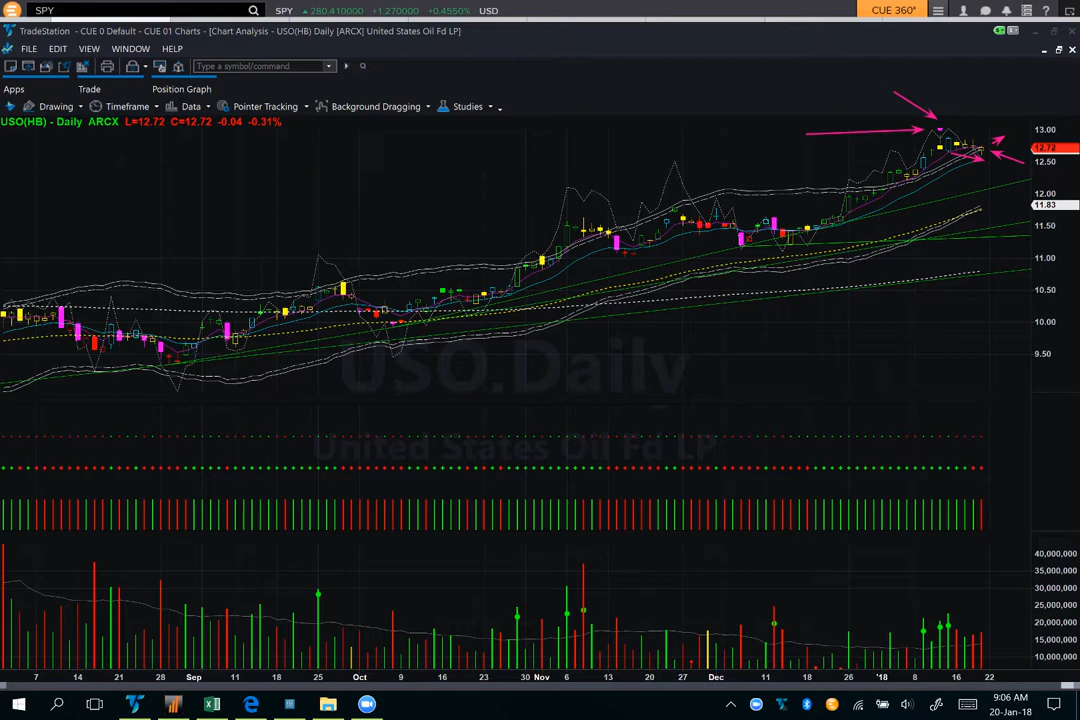 SPY
SPY 280.410000 +1.270000 +0.4550% USD
CUE 360°
TradeStation - CUE 0 Default - CUE 01 Charts - [Chart Analysis - USO(HB) Daily [ARCX] United States Oil Fd LP]
FILE EDIT VIEW WINDOW HELP
Type a symbol/command
Apps Trade Position Graph
Drawing Timeframe Data Pointer Tracking Background Dragging Studies
USO(HB) - Daily ARCX L=12.72 C=12.72 -0.04 -0.31%
13.00
12.72
12.50
12.00
11.83
11.50
11.00
10.50
10.00
9.50
USO,Daily
United States Oil Fd LP
40,000,000
35,000,000
30,000,000
25,000,000
20,000,000
15,000,000
10,000,000
7 14 21 28 Sep 11 18 25 Oct 9 16 23 30 Nov 6 13 20 27 Dec 11 18 26 '18 8 16 22
9:06 AM
20-Jan-18